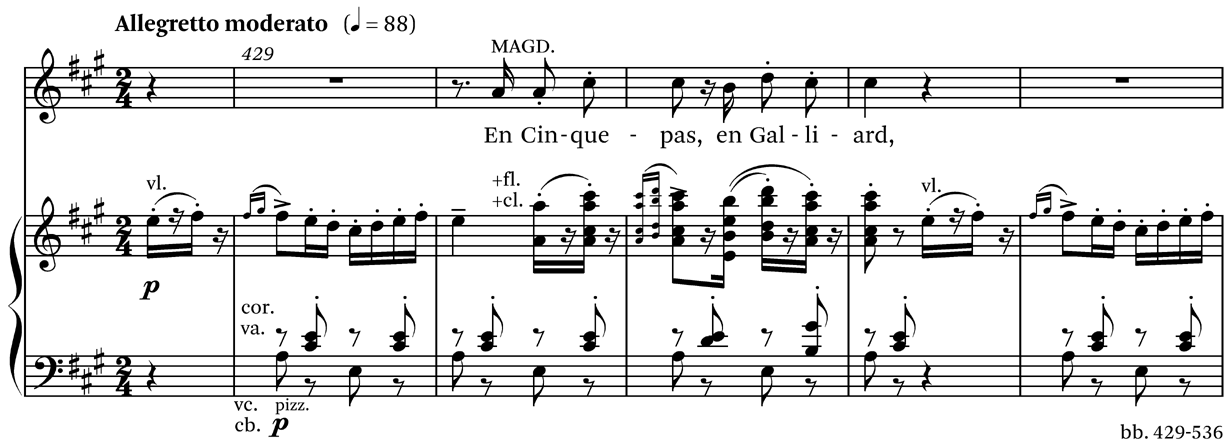 Allegretto moderato (♩ = 88)
429
MAGD.
En Cin-que - pas, en Gal - li - ard,
vl.
+fl.
+cl.
vl.
p
cor.
va.
vc. pizz.
cb. p
bb. 429-536